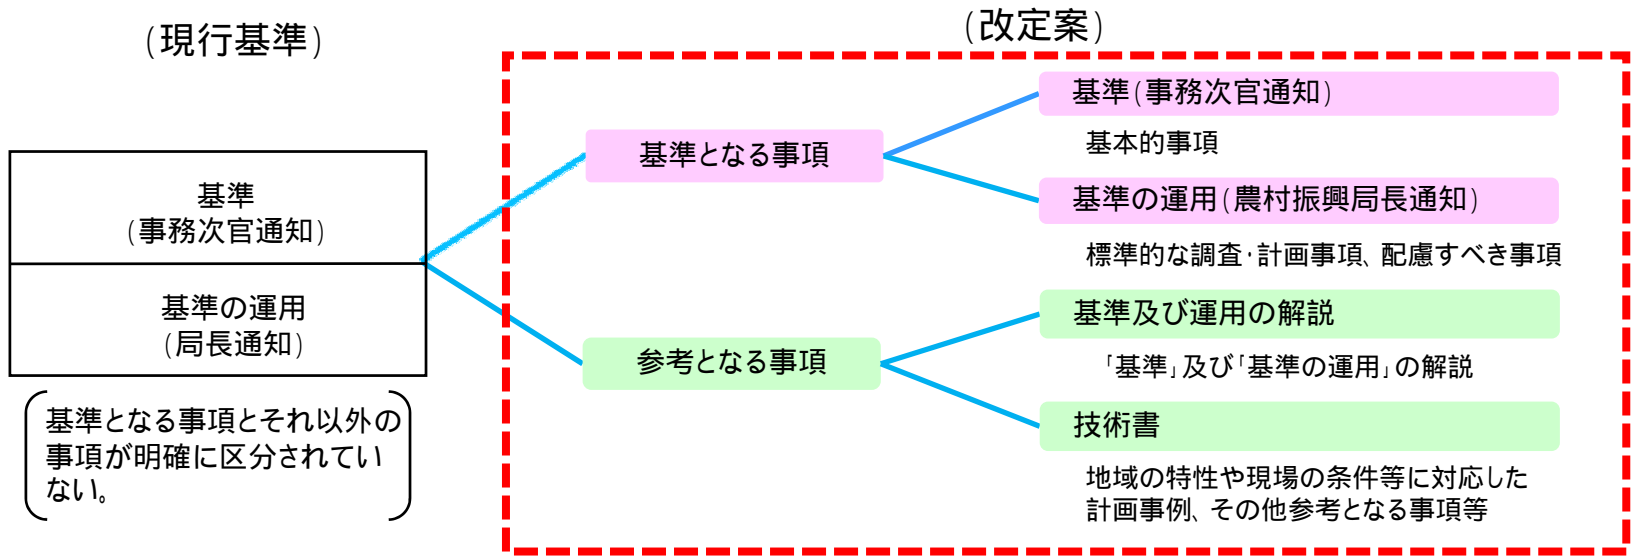 (現行基準)
基準
(事務次官通知)
基準の運用
(局長通知)
基準となる事項とそれ以外の
事項が明確に区分されてい
ない。
(改定案)
基準となる事項
基準(事務次官通知)
基本的事項
基準の運用(農村振興局長通知)
標準的な調査・計画事項、配慮すべき事項
参考となる事項
基準及び運用の解説
「基準」及び「基準の運用」の解説
技術書
地域の特性や現場の条件等に対応した
計画事例、その他参考となる事項等